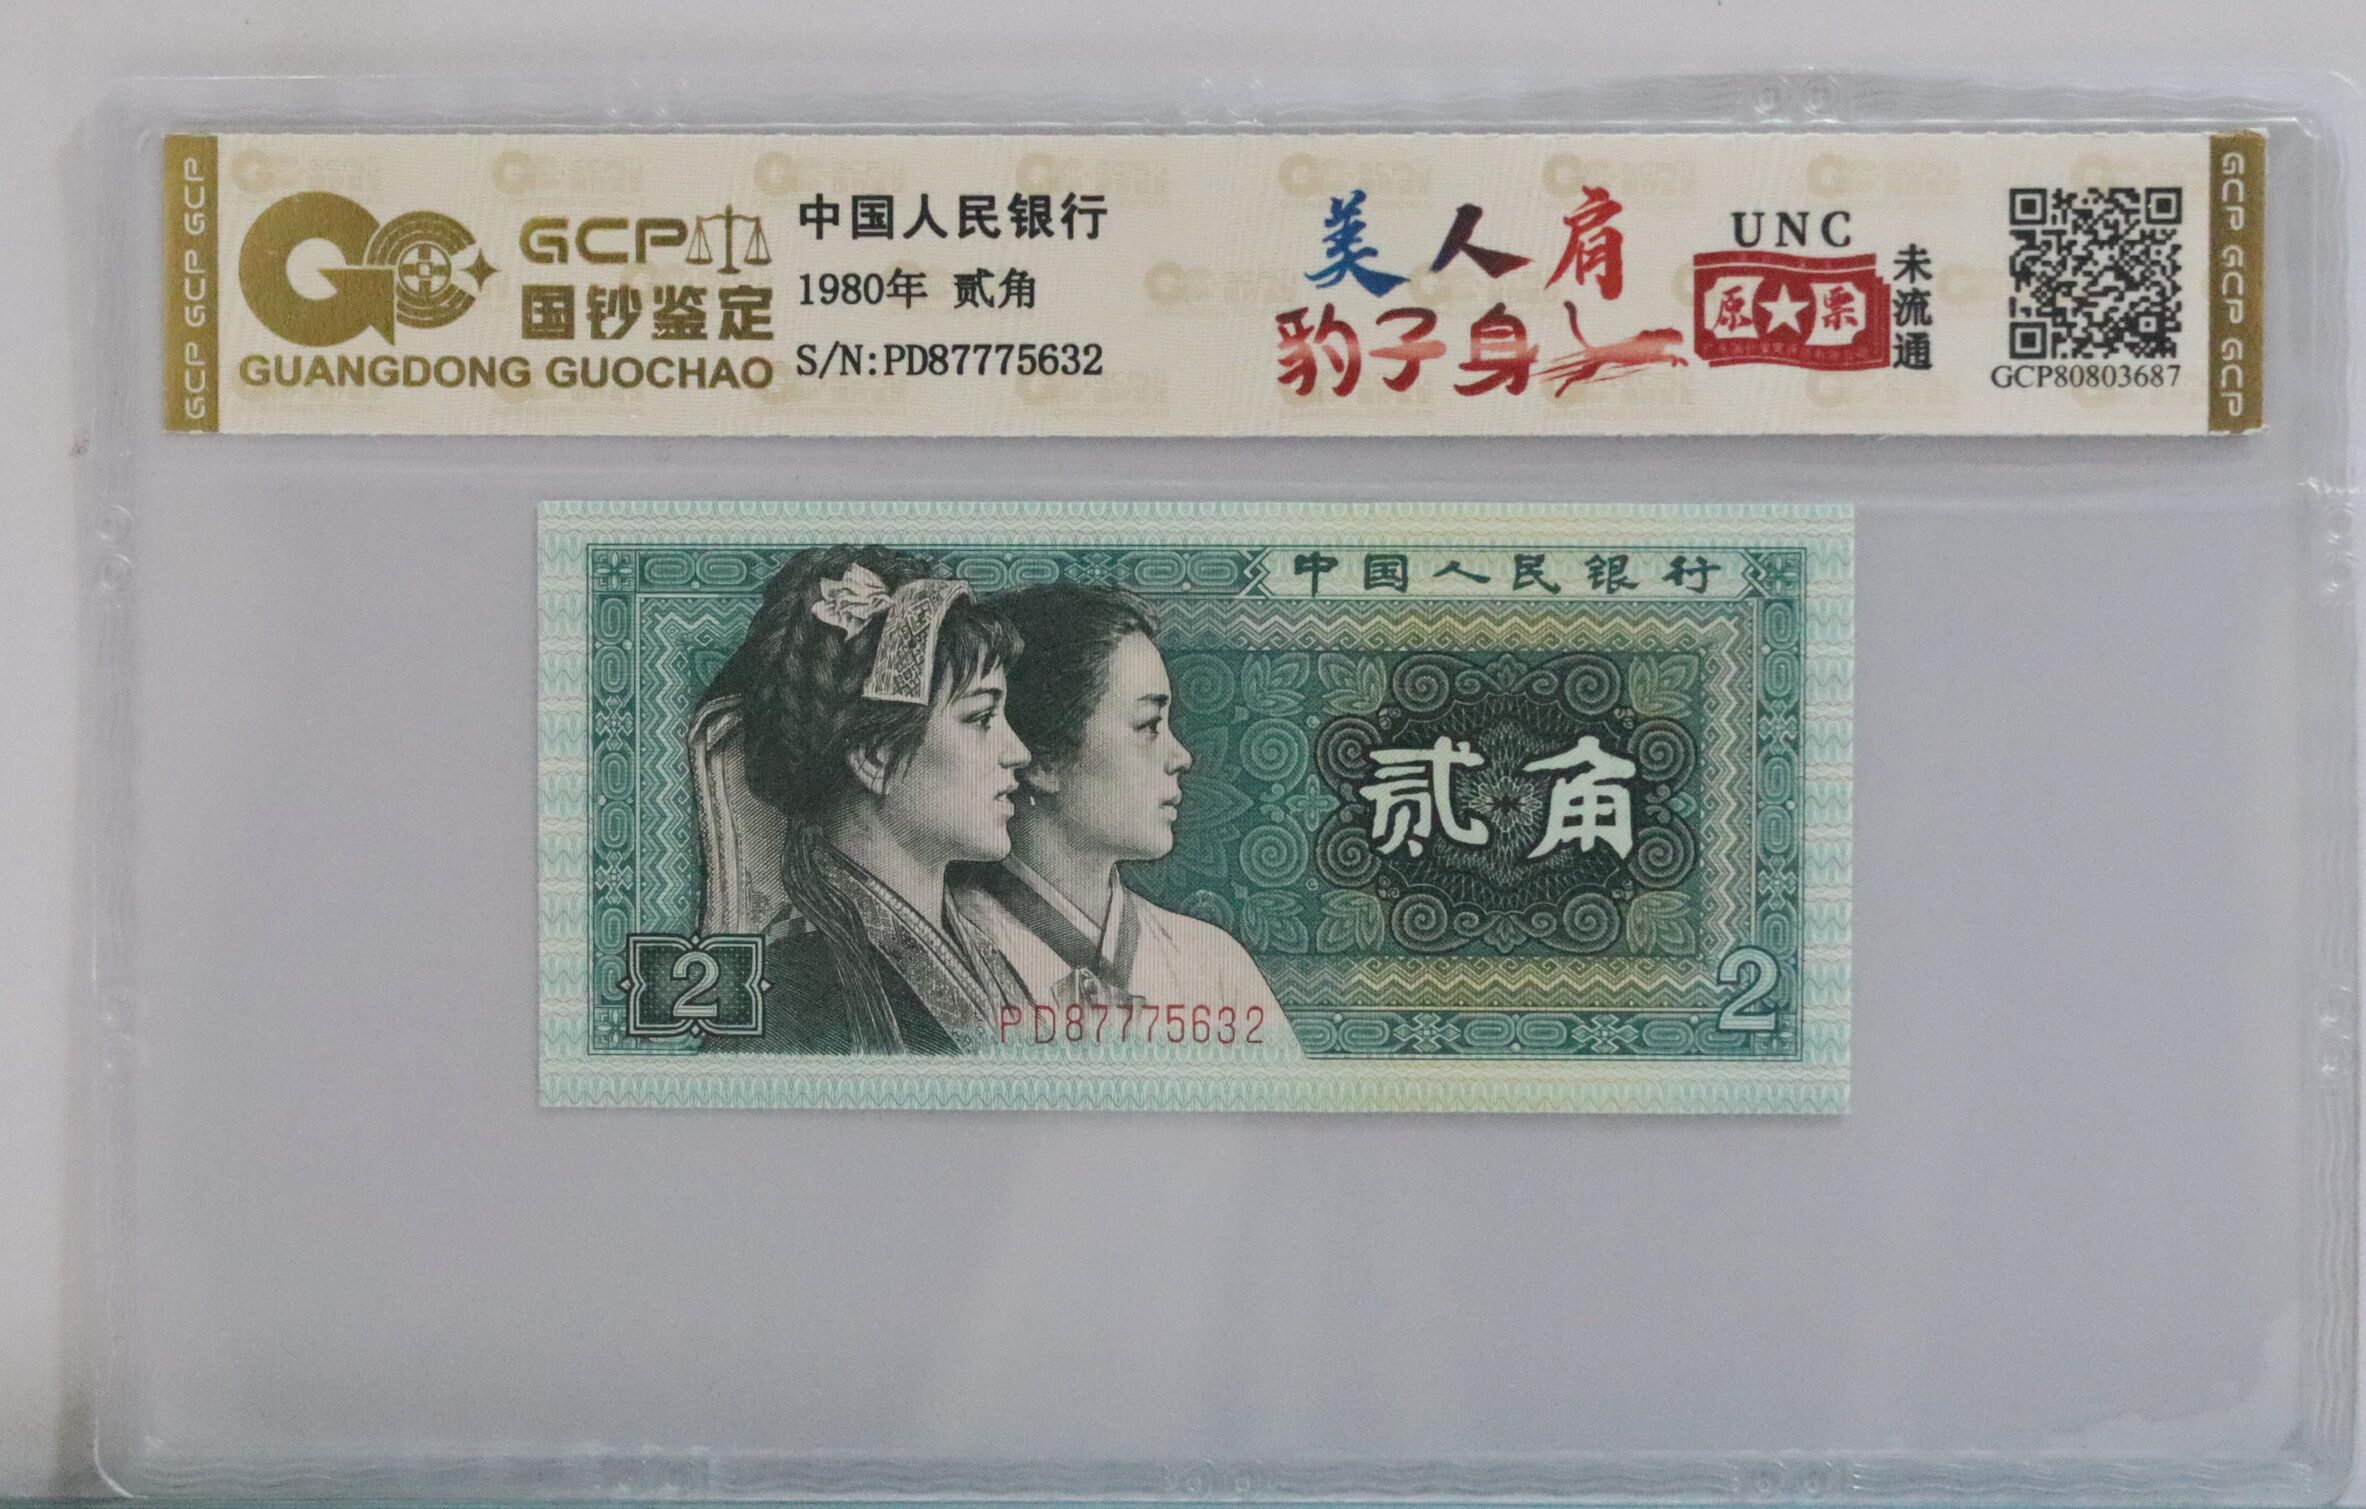 GCP GCP GCP
GCP
国钞鉴定
GUANGDONG GUOCHAO
中国人民银行
1980年 贰角
S/N:PD87775632
美人肩
豹子身
UNC
原★票
未流通
GCP80803687
GCP GCP GCP
中国人民银行
贰角
2
PD87775632
2